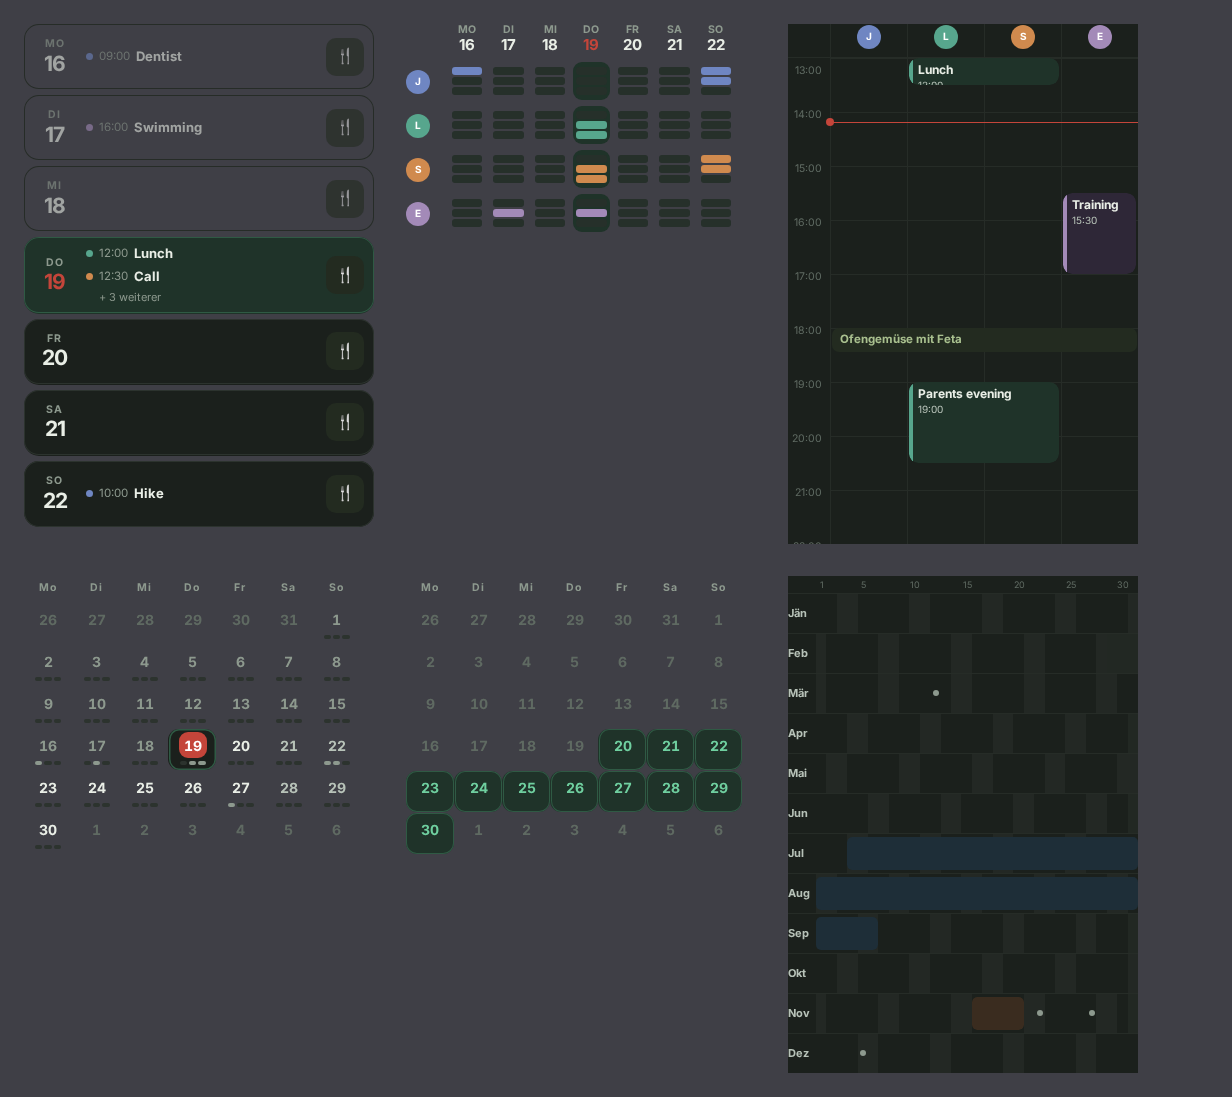 MO
16
09:00 Dentist
DI
17
16:00 Swimming
MI
18
DO
19
12:00 Lunch
12:30 Call
+ 3 weiterer
FR
20
SA
21
SO
22
10:00 Hike
MO DI MI DO FR SA SO
16 17 18 19 20 21 22
J
L
S
E
J L S E
13:00
Lunch
12:00
14:00
15:00
Training
15:30
16:00
17:00
18:00
Ofengemüse mit Feta
19:00
Parents evening
19:00
20:00
21:00
22:00
Mo Di Mi Do Fr Sa So
26 27 28 29 30 31 1
2 3 4 5 6 7 8
9 10 11 12 13 14 15
16 17 18 19 20 21 22
23 24 25 26 27 28 29
30 1 2 3 4 5 6
Mo Di Mi Do Fr Sa So
26 27 28 29 30 31 1
2 3 4 5 6 7 8
9 10 11 12 13 14 15
16 17 18 19 20 21 22
23 24 25 26 27 28 29
30 1 2 3 4 5 6
1 5 10 15 20 25 30
Jän
Feb
Mär
Apr
Mai
Jun
Jul
Aug
Sep
Okt
Nov
Dez